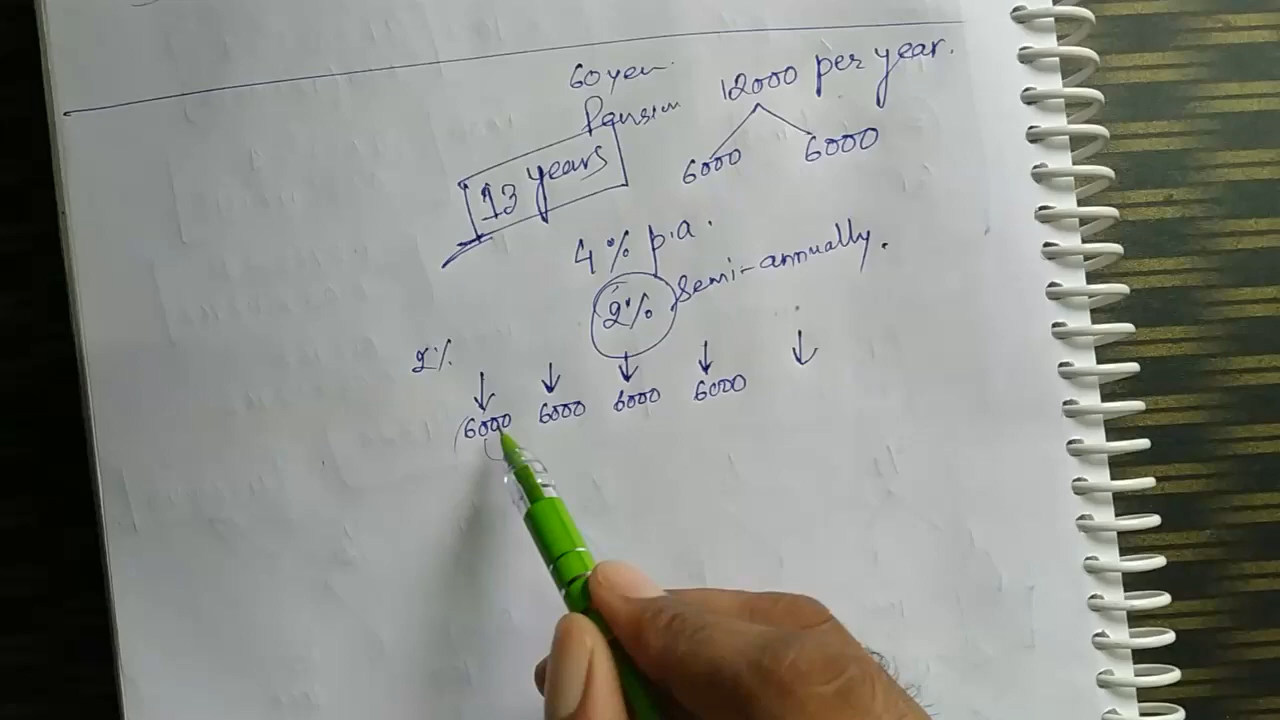 60 year
Pension
12000 per year.
6000 6000
13 years
4% p.a.
2% semi-annually.
2%
6000 6000 6000 6000